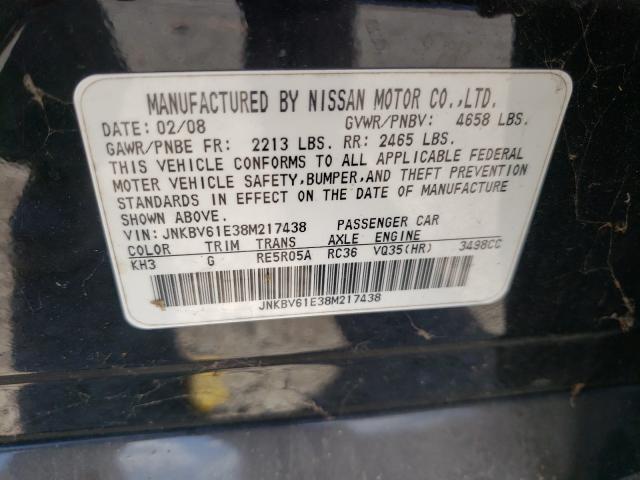 MANUFACTURED BY NISSAN MOTOR CO.,LTD.
DATE: 02/08 GVWR/PNBV: 4658 LBS.
GAWR/PNBE FR: 2213 LBS. RR: 2465 LBS.
THIS VEHICLE CONFORMS TO ALL APPLICABLE FEDERAL
MOTOR VEHICLE SAFETY,BUMPER,AND THEFT PREVENTION
STANDARDS IN EFFECT ON THE DATE OF MANUFACTURE
SHOWN ABOVE.
VIN: JNKBV61E38M217438 PASSENGER CAR
COLOR TRIM TRANS AXLE ENGINE
KH3 G RE5R05A RC36 VQ35(HR) 3498CC
JNKBV61E38M217438